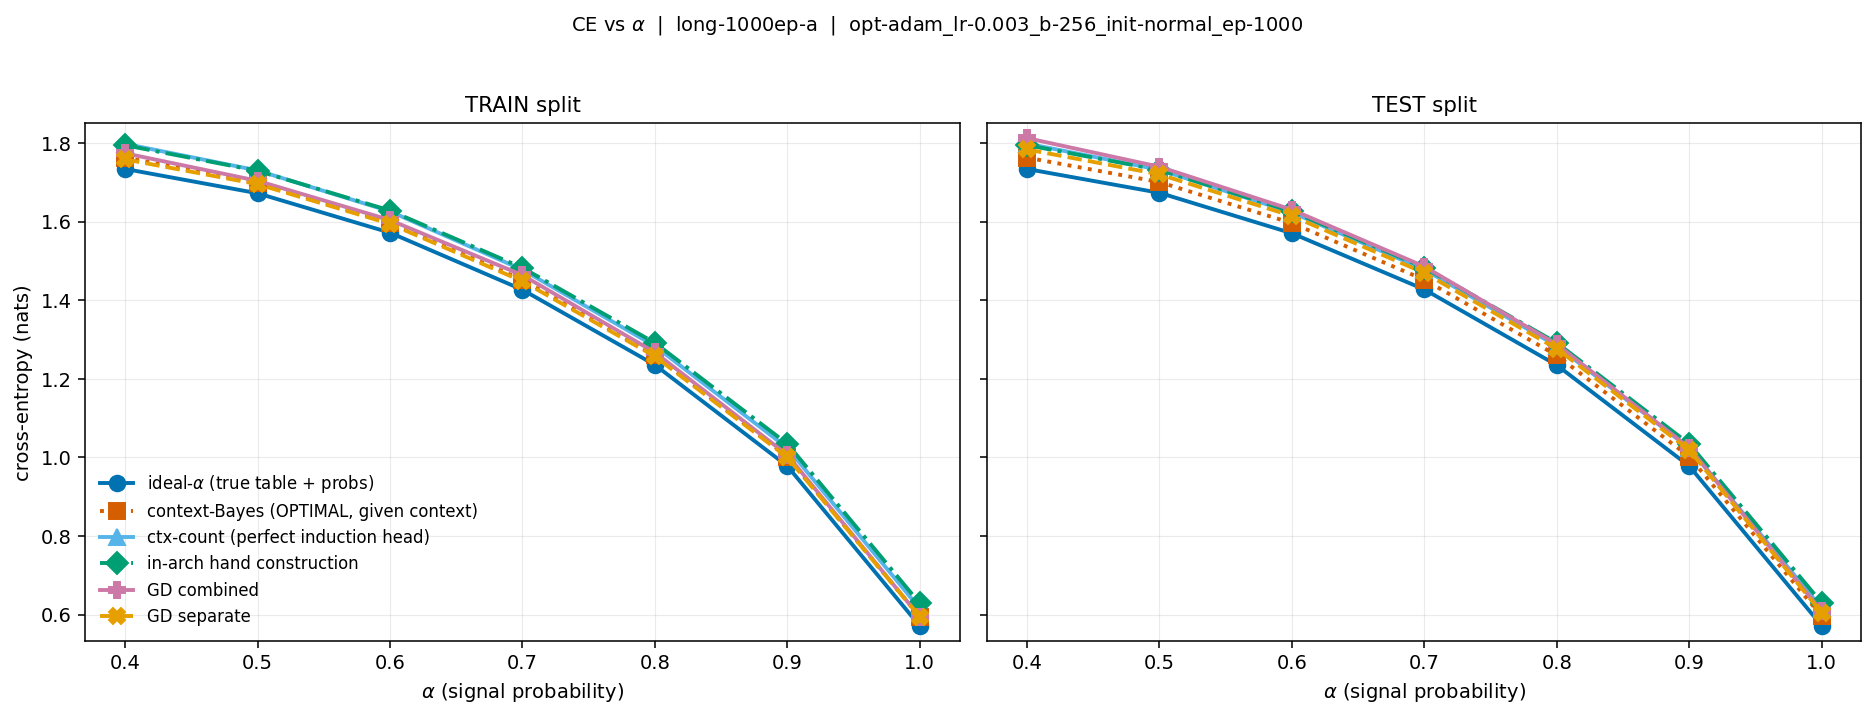 CE vs α | long-1000ep-a | opt-adam_lr-0.003_b-256_init-normal_ep-1000
TRAIN split
1.8
1.6
1.4
1.2
1.0
0.8
0.6
cross-entropy (nats)
ideal-α (true table + probs)
context-Bayes (OPTIMAL, given context)
ctx-count (perfect induction head)
in-arch hand construction
GD combined
GD separate
0.4 0.5 0.6 0.7 0.8 0.9 1.0
α (signal probability)
TEST split
0.4 0.5 0.6 0.7 0.8 0.9 1.0
α (signal probability)